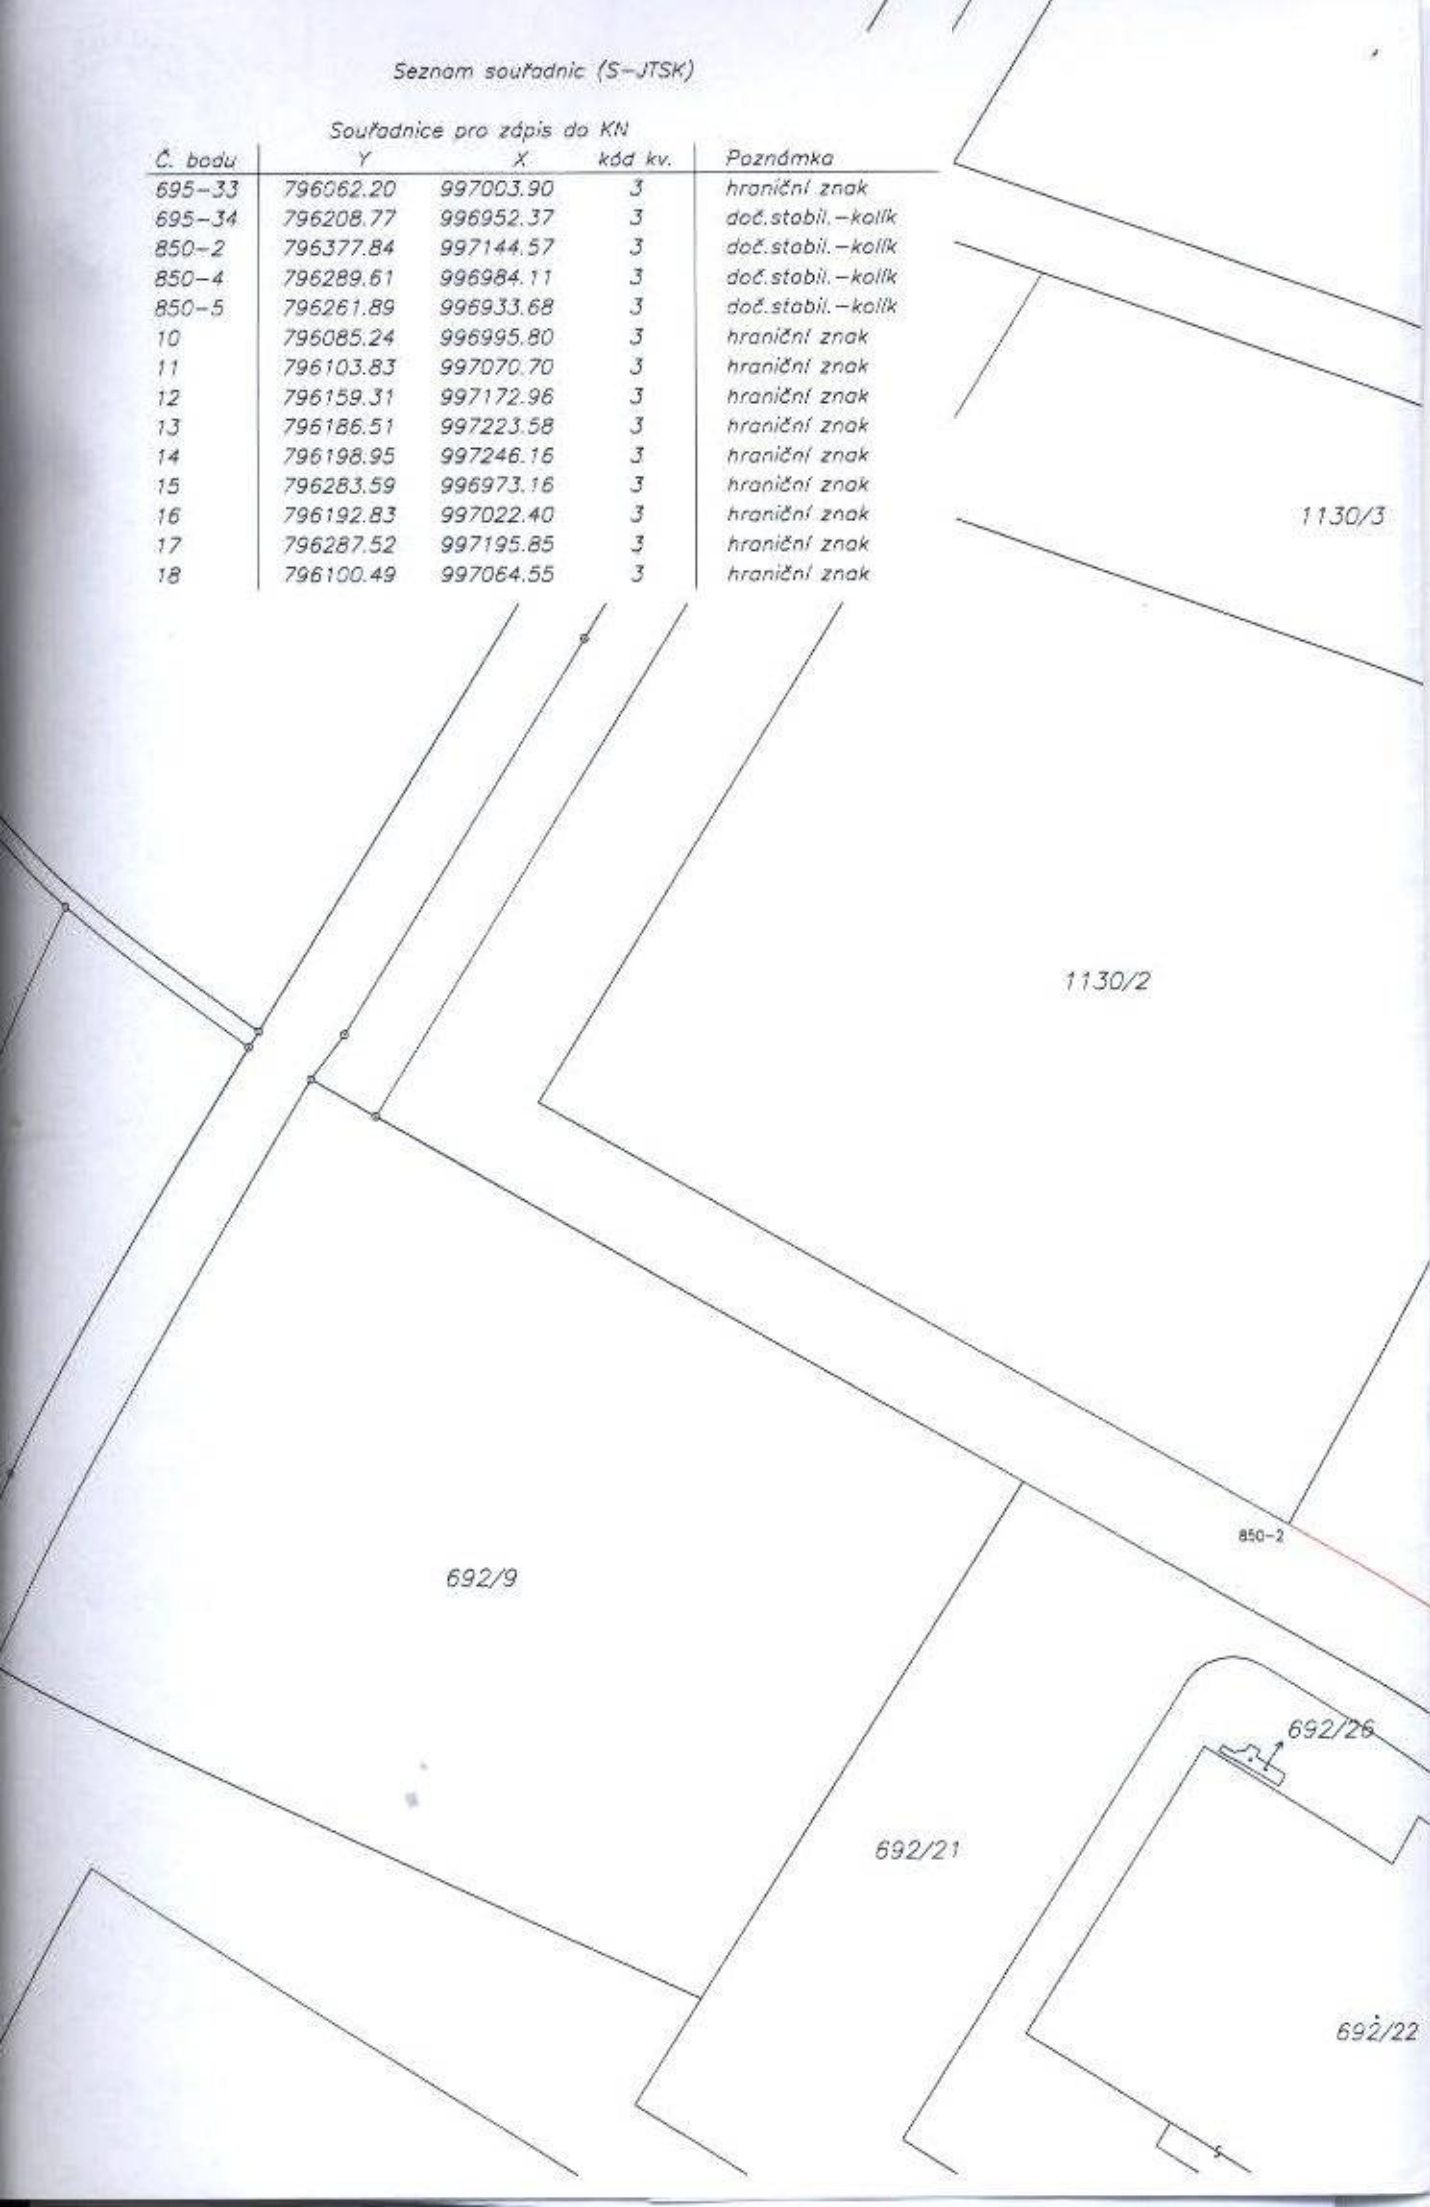 Seznam souřadnic (S-JTSK)
Souřadnice pro zápis do KN
Č. bodu Y X kód kv. Poznámka
695-33 796062.20 997003.90 3 hraniční znak
695-34 796208.77 996952.37 3 doč.stabil.-kolík
850-2 796377.84 997144.57 3 doč.stabil.-kolík
850-4 796289.61 996984.11 3 doč.stabil.-kolík
850-5 796261.89 996933.68 3 doč.stabil.-kolík
10 796085.24 996995.80 3 hraniční znak
11 796103.83 997070.70 3 hraniční znak
12 796159.31 997172.96 3 hraniční znak
13 796186.51 997223.58 3 hraniční znak
14 796198.95 997246.16 3 hraniční znak
15 796283.59 996973.16 3 hraniční znak
16 796192.83 997022.40 3 hraniční znak
17 796287.52 997195.85 3 hraniční znak
18 796100.49 997064.55 3 hraniční znak
1130/3
1130/2
850-2
692/9
692/26
692/21
692/22